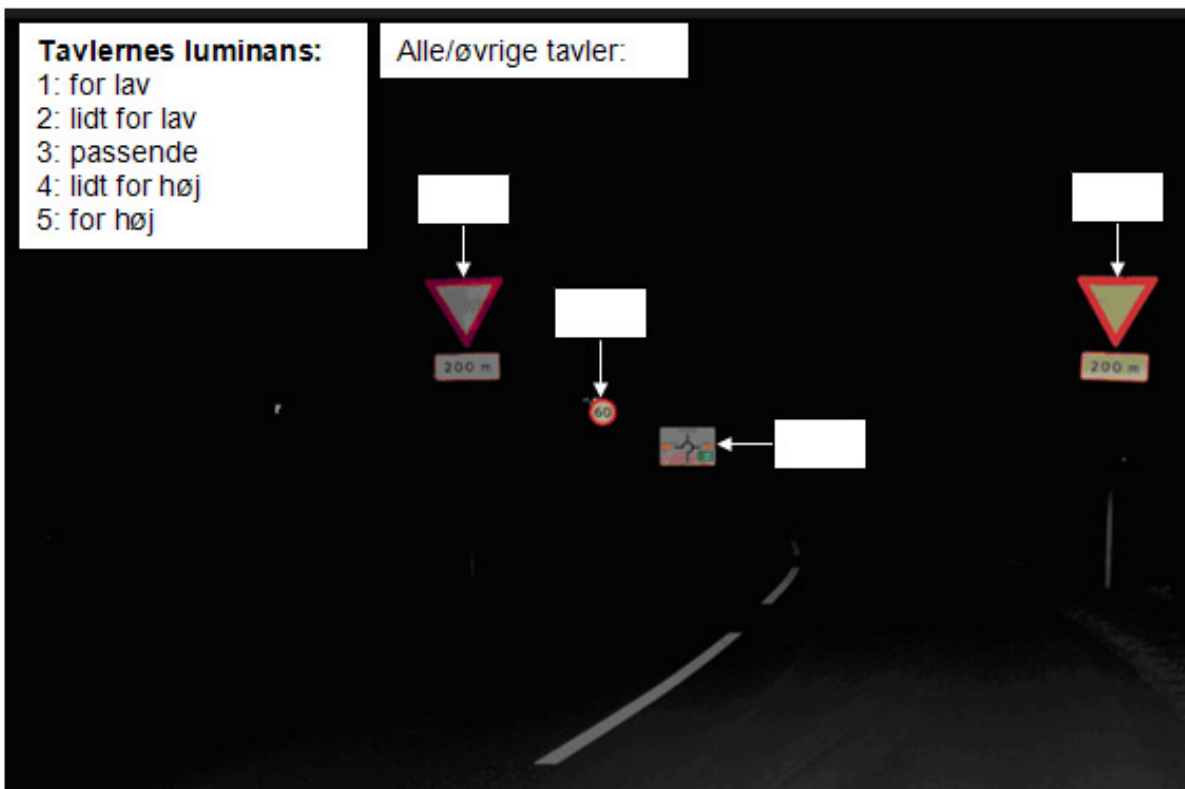 Tavlernes luminans:
1: for lav
2: lidt for lav
3: passende
4: lidt for høj
5: for høj
Alle/øvrige tavler:
200 m
60
200 m